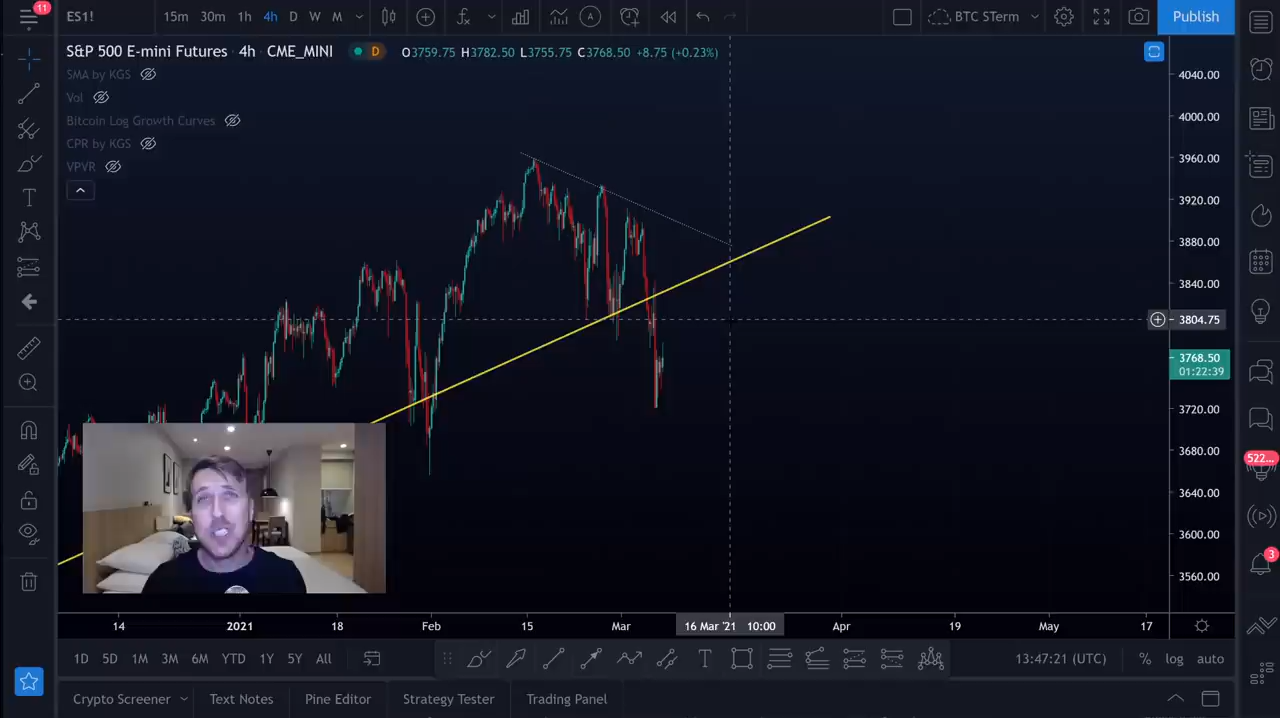 11
ES1!
15m 30m 1h 4h D W M
BTC STerm
Publish
S&P 500 E-mini Futures · 4h · CME_MINI
D
O3759.75 H3782.50 L3755.75 C3768.50 +8.75 (+0.23%)
SMA by KGS
Vol
Bitcoin Log Growth Curves
CPR by KGS
VPVR
4040.00
4000.00
3960.00
3920.00
3880.00
3840.00
3804.75
3768.50
01:22:39
3720.00
3680.00
3640.00
3600.00
3560.00
522...
3
14 2021 18 Feb 15 Mar 16 Mar '21 10:00 Apr 19 May 17
1D 5D 1M 3M 6M YTD 1Y 5Y All
13:47:21 (UTC) % log auto
Crypto Screener Text Notes Pine Editor Strategy Tester Trading Panel